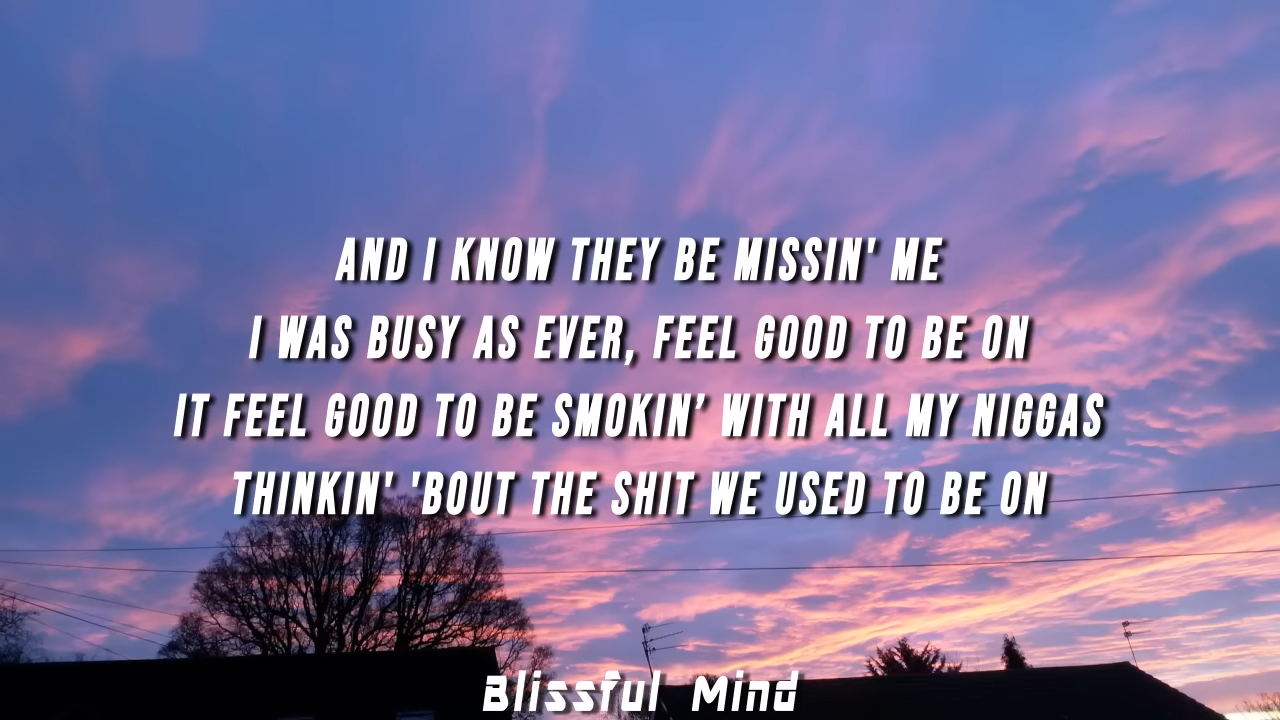 AND I KNOW THEY BE MISSIN' ME
I WAS BUSY AS EVER, FEEL GOOD TO BE ON
IT FEEL GOOD TO BE SMOKIN’ WITH ALL MY NIGGAS
THINKIN' 'BOUT THE SHIT WE USED TO BE ON
Blissful Mind